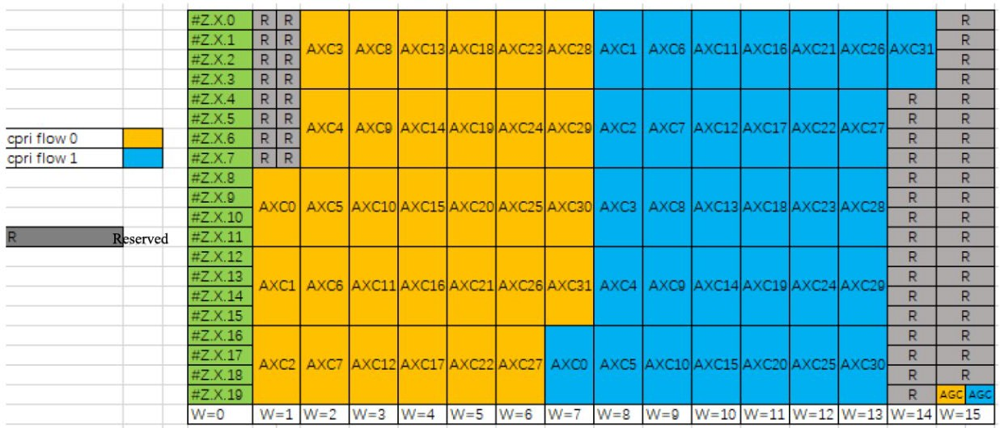 cpri flow 0
cpri flow 1
R Reserved
#Z.X.0 R R R
#Z.X.1 R R R
AXC3 AXC8 AXC13 AXC18 AXC23 AXC28 AXC1 AXC6 AXC11 AXC16 AXC21 AXC26 AXC31
#Z.X.2 R R R
#Z.X.3 R R R
#Z.X.4 R R R R
#Z.X.5 R R R R
AXC4 AXC9 AXC14 AXC19 AXC24 AXC29 AXC2 AXC7 AXC12 AXC17 AXC22 AXC27
#Z.X.6 R R R R
#Z.X.7 R R R R
#Z.X.8 R R
#Z.X.9 R R
AXC0 AXC5 AXC10 AXC15 AXC20 AXC25 AXC30 AXC3 AXC8 AXC13 AXC18 AXC23 AXC28
#Z.X.10 R R
#Z.X.11 R R
#Z.X.12 R R
#Z.X.13 R R
AXC1 AXC6 AXC11 AXC16 AXC21 AXC26 AXC31 AXC4 AXC9 AXC14 AXC19 AXC24 AXC29
#Z.X.14 R R
#Z.X.15 R R
#Z.X.16 R R
#Z.X.17 R R
AXC2 AXC7 AXC12 AXC17 AXC22 AXC27 AXC0 AXC5 AXC10 AXC15 AXC20 AXC25 AXC30
#Z.X.18 R R
#Z.X.19 R AGC AGC
W=0 W=1 W=2 W=3 W=4 W=5 W=6 W=7 W=8 W=9 W=10 W=11 W=12 W=13 W=14 W=15